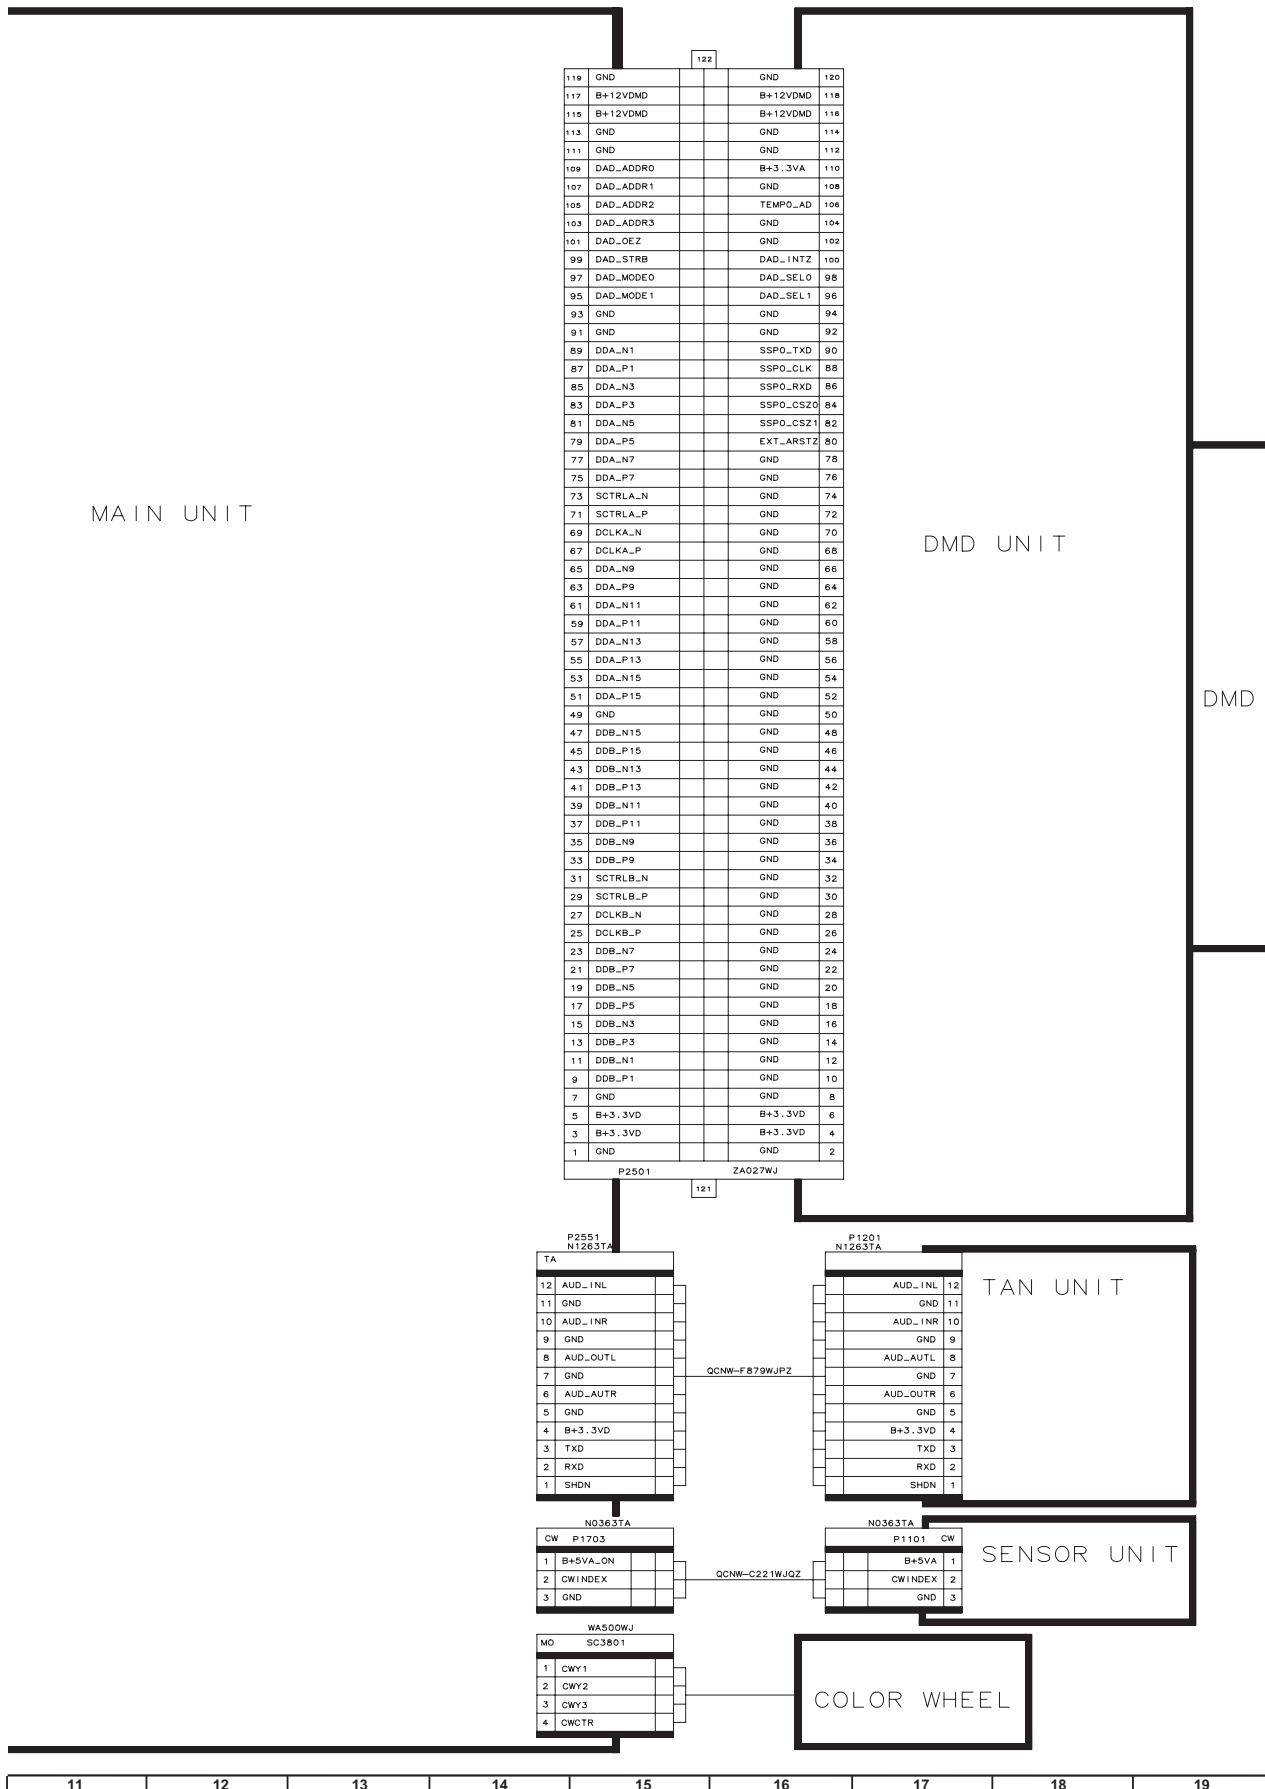 122
119 GND GND 120
117 B+12VDMD B+12VDMD 118
115 B+12VDMD B+12VDMD 116
113 GND GND 114
111 GND GND 112
109 DAD_ADDR0 B+3.3VA 110
107 DAD_ADDR1 GND 108
105 DAD_ADDR2 TEMP0_AD 106
103 DAD_ADDR3 GND 104
101 DAD_OEZ GND 102
99 DAD_STRB DAD_INTZ 100
97 DAD_MODE0 DAD_SEL0 98
95 DAD_MODE1 DAD_SEL1 96
93 GND GND 94
91 GND GND 92
89 DDA_N1 SSP0_TXD 90
87 DDA_P1 SSP0_CLK 88
85 DDA_N3 SSP0_RXD 86
83 DDA_P3 SSP0_CSZ0 84
81 DDA_N5 SSP0_CSZ1 82
79 DDA_P5 EXT_ARSTZ 80
77 DDA_N7 GND 78
75 DDA_P7 GND 76
73 SCTRLA_N GND 74
71 SCTRLA_P GND 72
MAIN UNIT
69 DCLKA_N GND 70
67 DCLKA_P GND 68
DMD UNIT
65 DDA_N9 GND 66
63 DDA_P9 GND 64
61 DDA_N11 GND 62
59 DDA_P11 GND 60
57 DDA_N13 GND 58
55 DDA_P13 GND 56
53 DDA_N15 GND 54
51 DDA_P15 GND 52
DMD
49 GND GND 50
47 DDB_N15 GND 48
45 DDB_P15 GND 46
43 DDB_N13 GND 44
41 DDB_P13 GND 42
39 DDB_N11 GND 40
37 DDB_P11 GND 38
35 DDB_N9 GND 36
33 DDB_P9 GND 34
31 SCTRLB_N GND 32
29 SCTRLB_P GND 30
27 DCLKB_N GND 28
25 DCLKB_P GND 26
23 DDB_N7 GND 24
21 DDB_P7 GND 22
19 DDB_N5 GND 20
17 DDB_P5 GND 18
15 DDB_N3 GND 16
13 DDB_P3 GND 14
11 DDB_N1 GND 12
9 DDB_P1 GND 10
7 GND GND 8
5 B+3.3VD B+3.3VD 6
3 B+3.3VD B+3.3VD 4
1 GND GND 2
P2501 ZA027WJ
121
P2551 P1201
N1263TA N1263TA
TA
TAN UNIT
12 AUD_INL AUD_INL 12
11 GND GND 11
10 AUD_INR AUD_INR 10
9 GND GND 9
8 AUD_OUTL AUD_AUTL 8
7 GND QCNW-F879WJPZ GND 7
6 AUD_AUTR AUD_OUTR 6
5 GND GND 5
4 B+3.3VD B+3.3VD 4
3 TXD TXD 3
2 RXD RXD 2
1 SHDN SHDN 1
N0363TA N0363TA
CW P1703 P1101 CW
SENSOR UNIT
1 B+5VA_ON B+5VA 1
2 CWINDEX QCNW-C221WJQZ CWINDEX 2
3 GND GND 3
WA500WJ
MO SC3801
1 CWY1
2 CWY2
3 CWY3
COLOR WHEEL
4 CWCTR
11 12 13 14 15 16 17 18 19